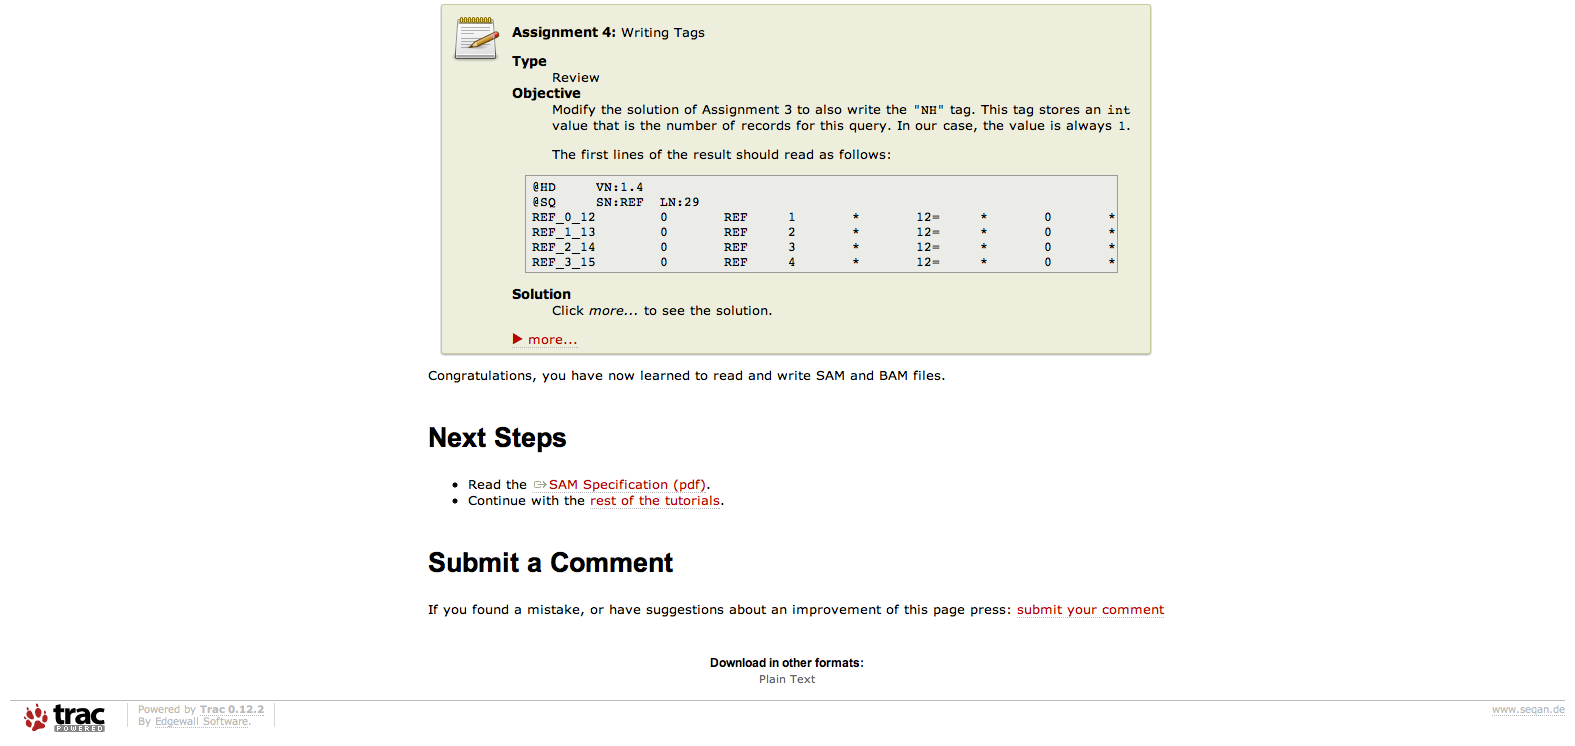 Assignment 4: Writing Tags
Type
Review
Objective
Modify the solution of Assignment 3 to also write the "NH" tag. This tag stores an int
value that is the number of records for this query. In our case, the value is always 1.
The first lines of the result should read as follows:
@HD VN:1.4
@SQ SN:REF LN:29
REF_0_12 0 REF 1 * 12= * 0 *
REF_1_13 0 REF 2 * 12= * 0 *
REF_2_14 0 REF 3 * 12= * 0 *
REF_3_15 0 REF 4 * 12= * 0 *
Solution
Click more... to see the solution.
more...
Congratulations, you have now learned to read and write SAM and BAM files.
Next Steps
• Read the SAM Specification (pdf).
• Continue with the rest of the tutorials.
Submit a Comment
If you found a mistake, or have suggestions about an improvement of this page press: submit your comment
Download in other formats:
Plain Text
trac
POWERED
Powered by Trac 0.12.2
By Edgewall Software.
www.seqan.de